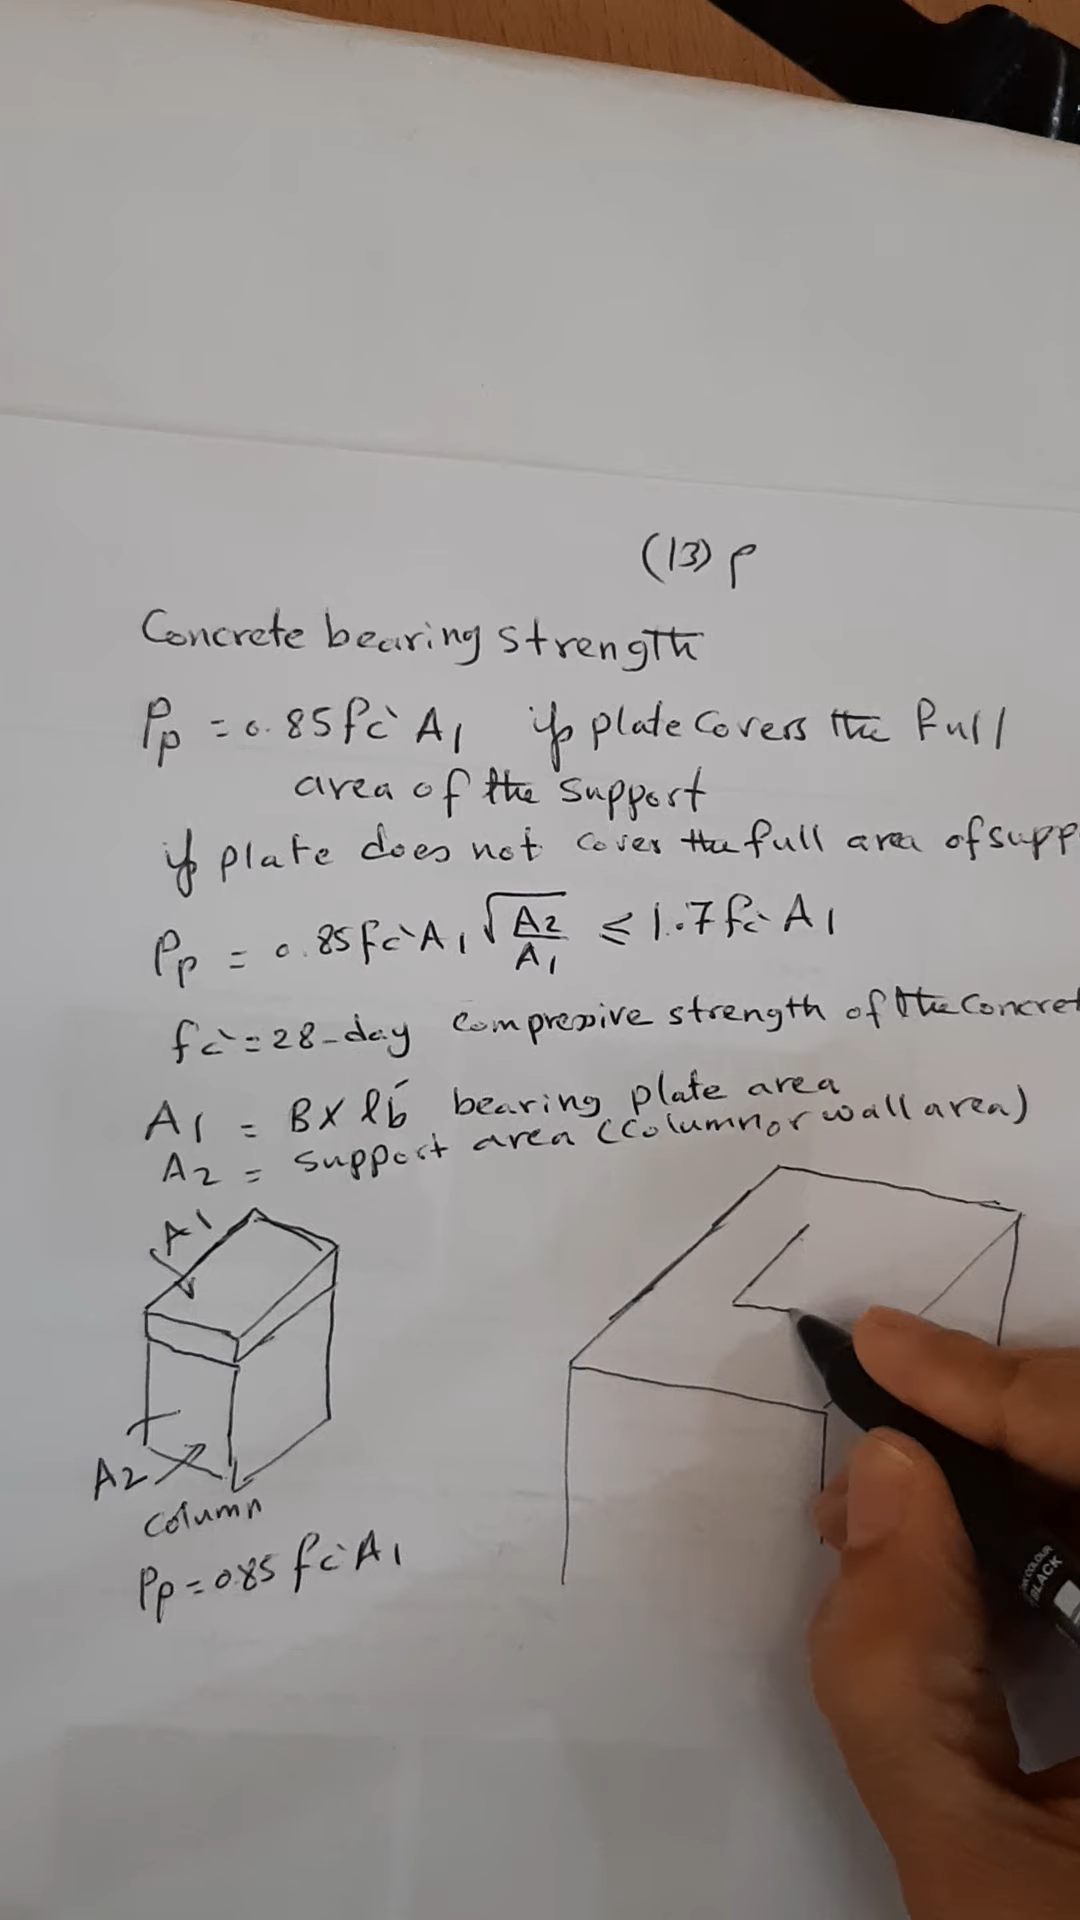 (13) P
Concrete bearing strength
Pp = 0.85 fc' A1 if plate covers the full
area of the support
if plate does not cover the full area of supp
Pp = 0.85 fc' A1 √(A2/A1) ≤ 1.7 fc' A1
fc' = 28-day compressive strength of the concret
A1 = B × lb bearing plate area
A2 = support area (column or wall area)
A1
A2
column
Pp = 0.85 fc' A1
BLACK